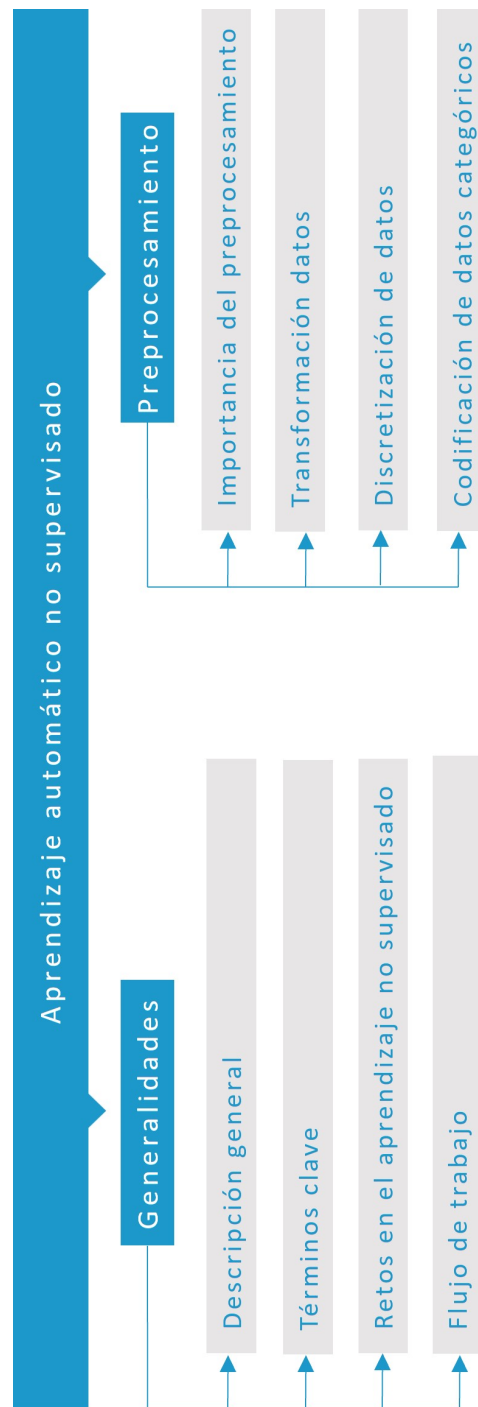 Aprendizaje automático no supervisado
Generalidades
Descripción general
Términos clave
Retos en el aprendizaje no supervisado
Flujo de trabajo
Preprocesamiento
Importancia del preprocesamiento
Transformación datos
Discretización de datos
Codificación de datos categóricos